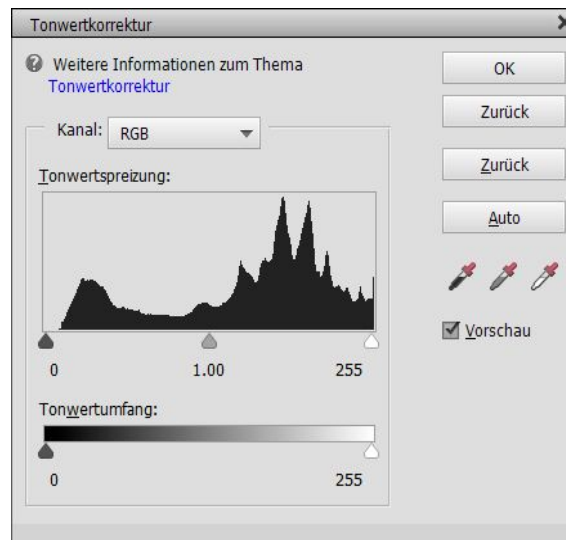 Tonwertkorrektur
Weitere Informationen zum Thema
Tonwertkorrektur
Kanal: RGB
Tonwertspreizung:
0 1.00 255
Tonwertumfang:
0 255
OK
Zurück
Zurück
Auto
Vorschau